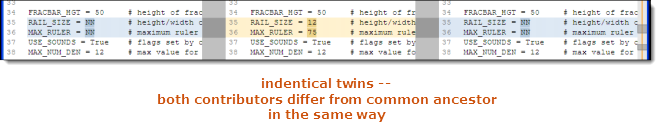 34 FRACBAR_HGT = 50 # height of frac
35 RAIL_SIZE = NN # height/width o
36 MAX_RULER = NN # maximum ruler
37 USE_SOUNDS = True # flags set by c
38 MAX_NUM_DEN = 12 # max value for
34 FRACBAR_HGT = 50 # height of frac
35 RAIL_SIZE = 12 # height/width
36 MAX_RULER = 75 # maximum rule
37 USE_SOUNDS = True # flags set by
38 MAX_NUM_DEN = 12 # max value fo
34 FRACBAR_HGT = 50 # height of fra
35 RAIL_SIZE = NN # height/width
36 MAX_RULER = NN # maximum ruler
37 USE_SOUNDS = True # flags set by
38 MAX_NUM_DEN = 12 # max value for
indentical twins --
both contributors differ from common ancestor
in the same way